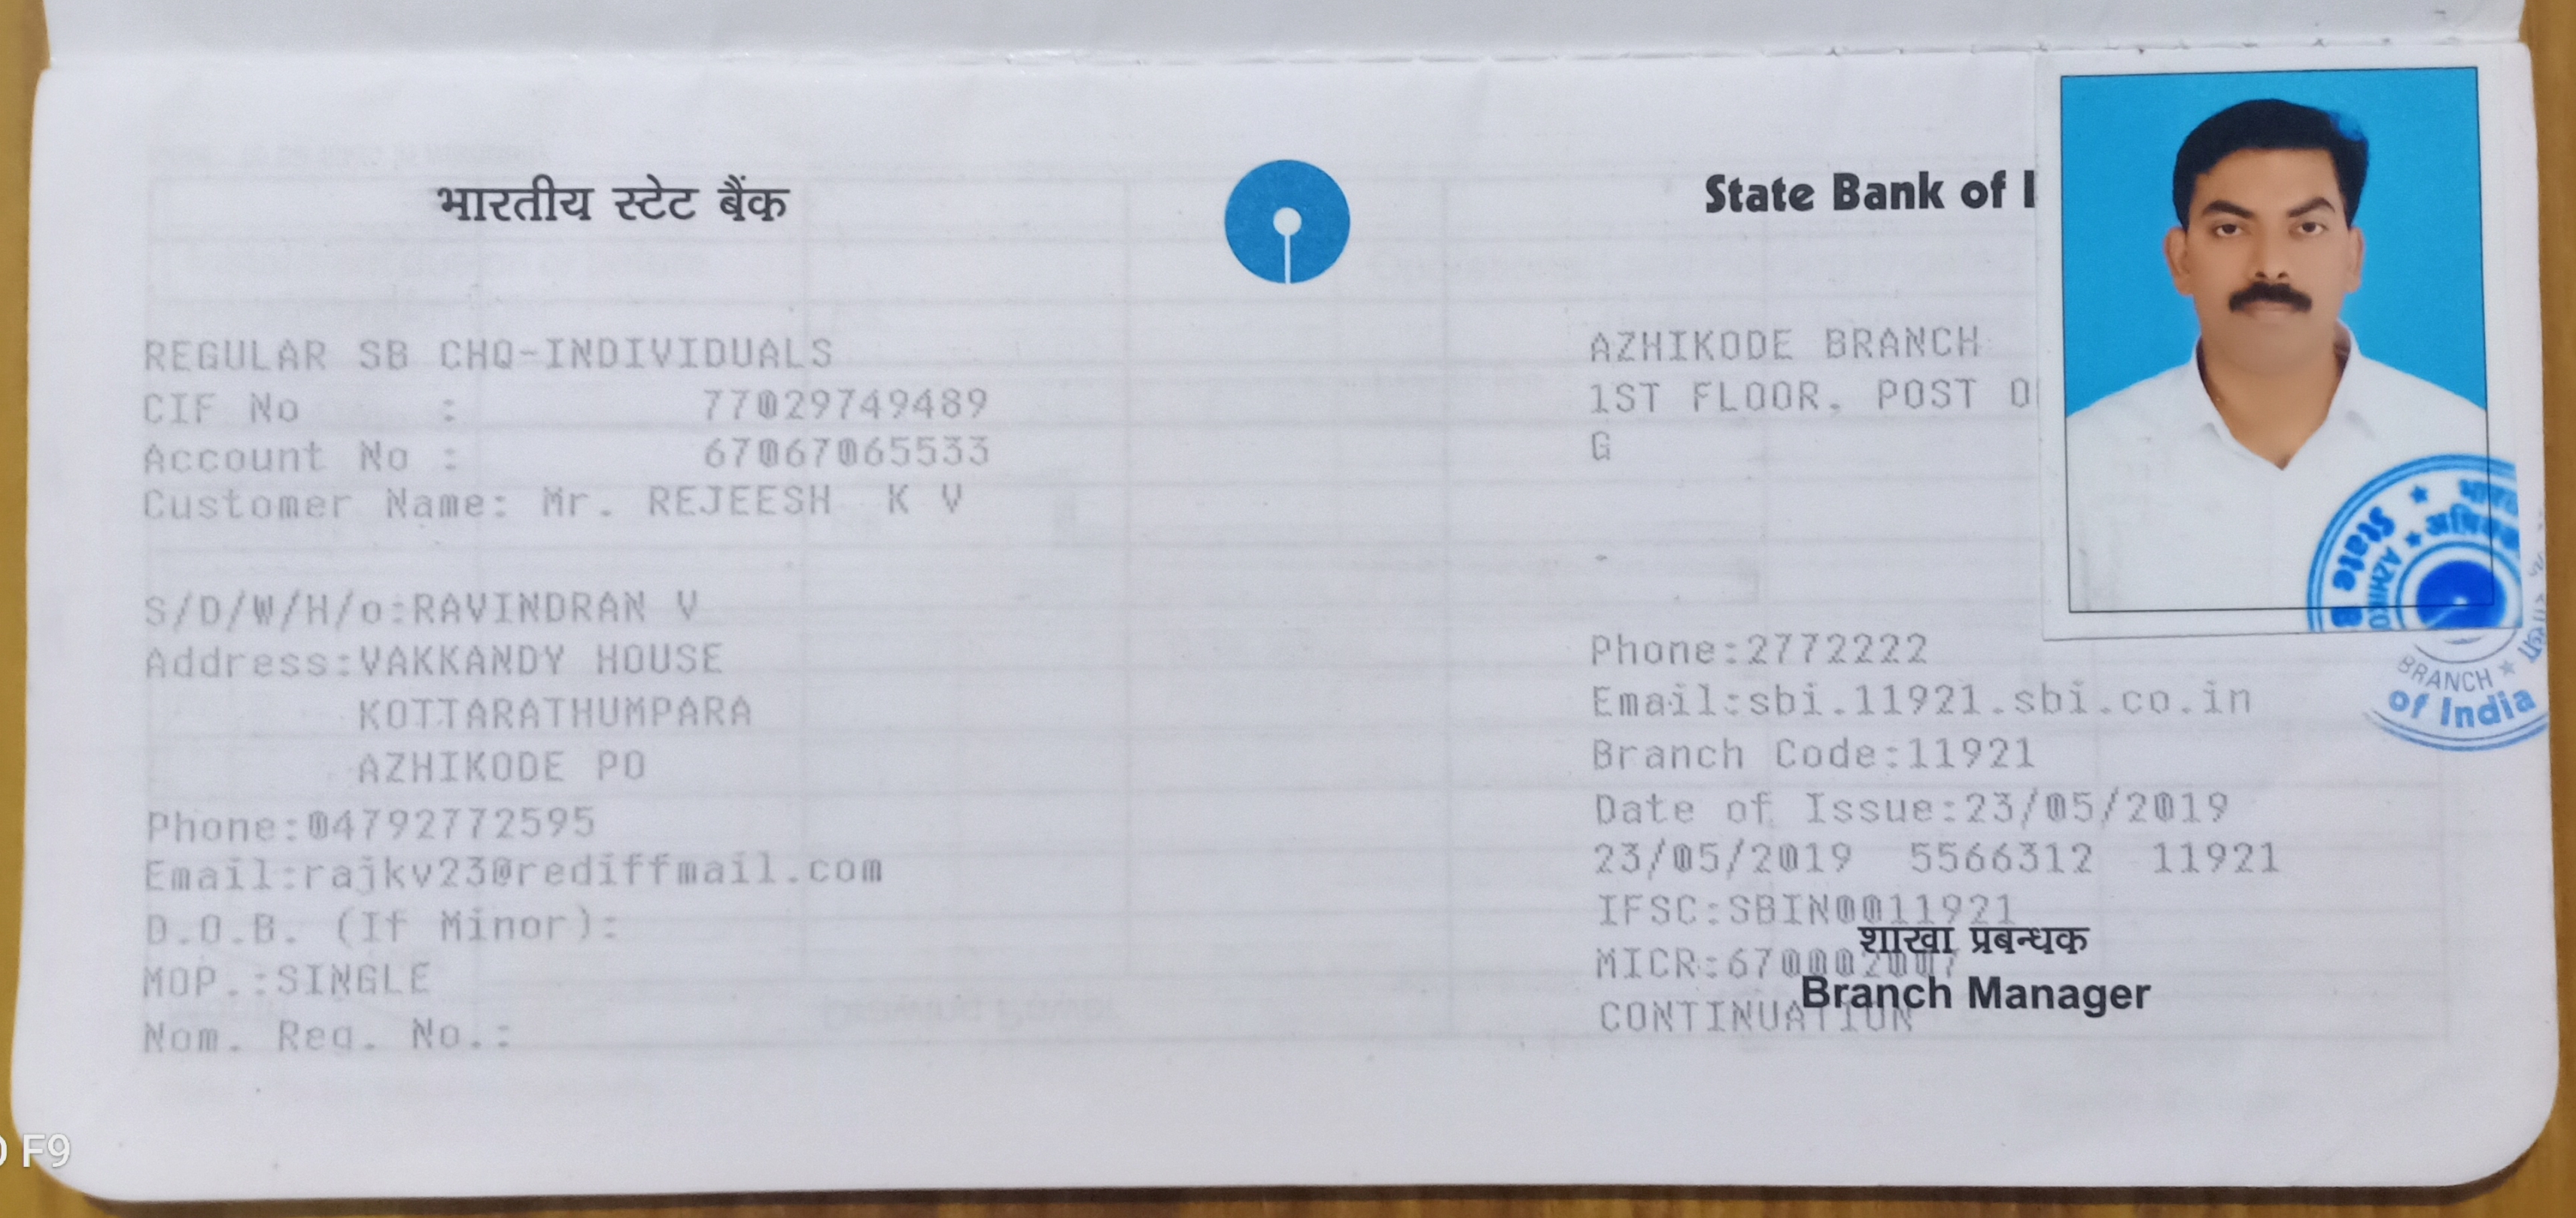 भारतीय स्टेट बैंक
State Bank of I
REGULAR SB CHQ-INDIVIDUALS
CIF No : 77029749489
Account No : 67067065533
Customer Name: Mr. REJEESH K V
S/D/W/H/o:RAVINDRAN V
Address:VAKKANDY HOUSE
KOTTARATHUMPARA
AZHIKODE PO
Phone:04792772595
Email:rajkv23@rediffmail.com
D.O.B. (If Minor):
MOP.:SINGLE
Nom. Reg. No.:
AZHIKODE BRANCH
1ST FLOOR, POST O
G
-
Phone:2772222
Email:sbi.11921.sbi.co.in
Branch Code:11921
Date of Issue:23/05/2019
23/05/2019 5566312 11921
IFSC:SBIN0011921
MICR:670002007
CONTINUATION
शाखा प्रबन्धक
Branch Manager
State B
AZHIKO
BRANCH
of India
F9